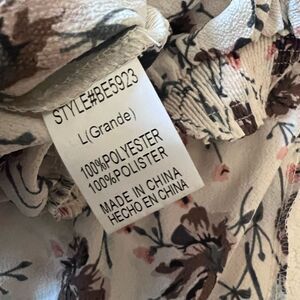 STYLE#BE5923
L(Grande)
100%POLYESTER
100%POLISTER
MADE IN CHINA
HECHO EN CHINA